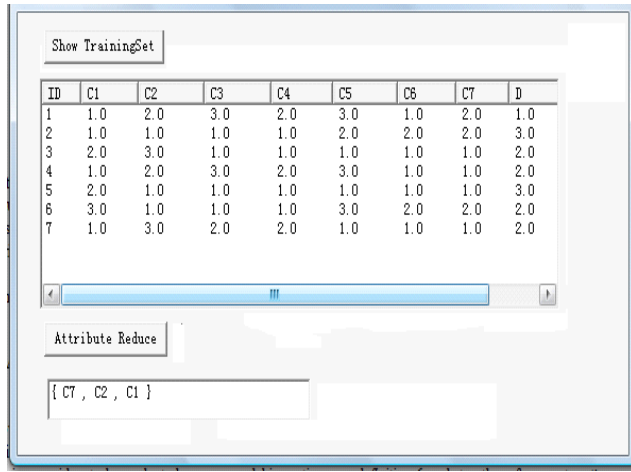 Show TrainingSet
ID C1 C2 C3 C4 C5 C6 C7 D
1 1.0 2.0 3.0 2.0 3.0 1.0 2.0 1.0
2 1.0 1.0 1.0 1.0 2.0 2.0 2.0 3.0
3 2.0 3.0 1.0 1.0 1.0 1.0 1.0 2.0
4 1.0 2.0 3.0 2.0 3.0 1.0 1.0 2.0
5 2.0 1.0 1.0 1.0 1.0 1.0 1.0 3.0
6 3.0 1.0 1.0 1.0 3.0 2.0 2.0 2.0
7 1.0 3.0 2.0 2.0 1.0 1.0 1.0 2.0
Attribute Reduce
{ C7 , C2 , C1 }